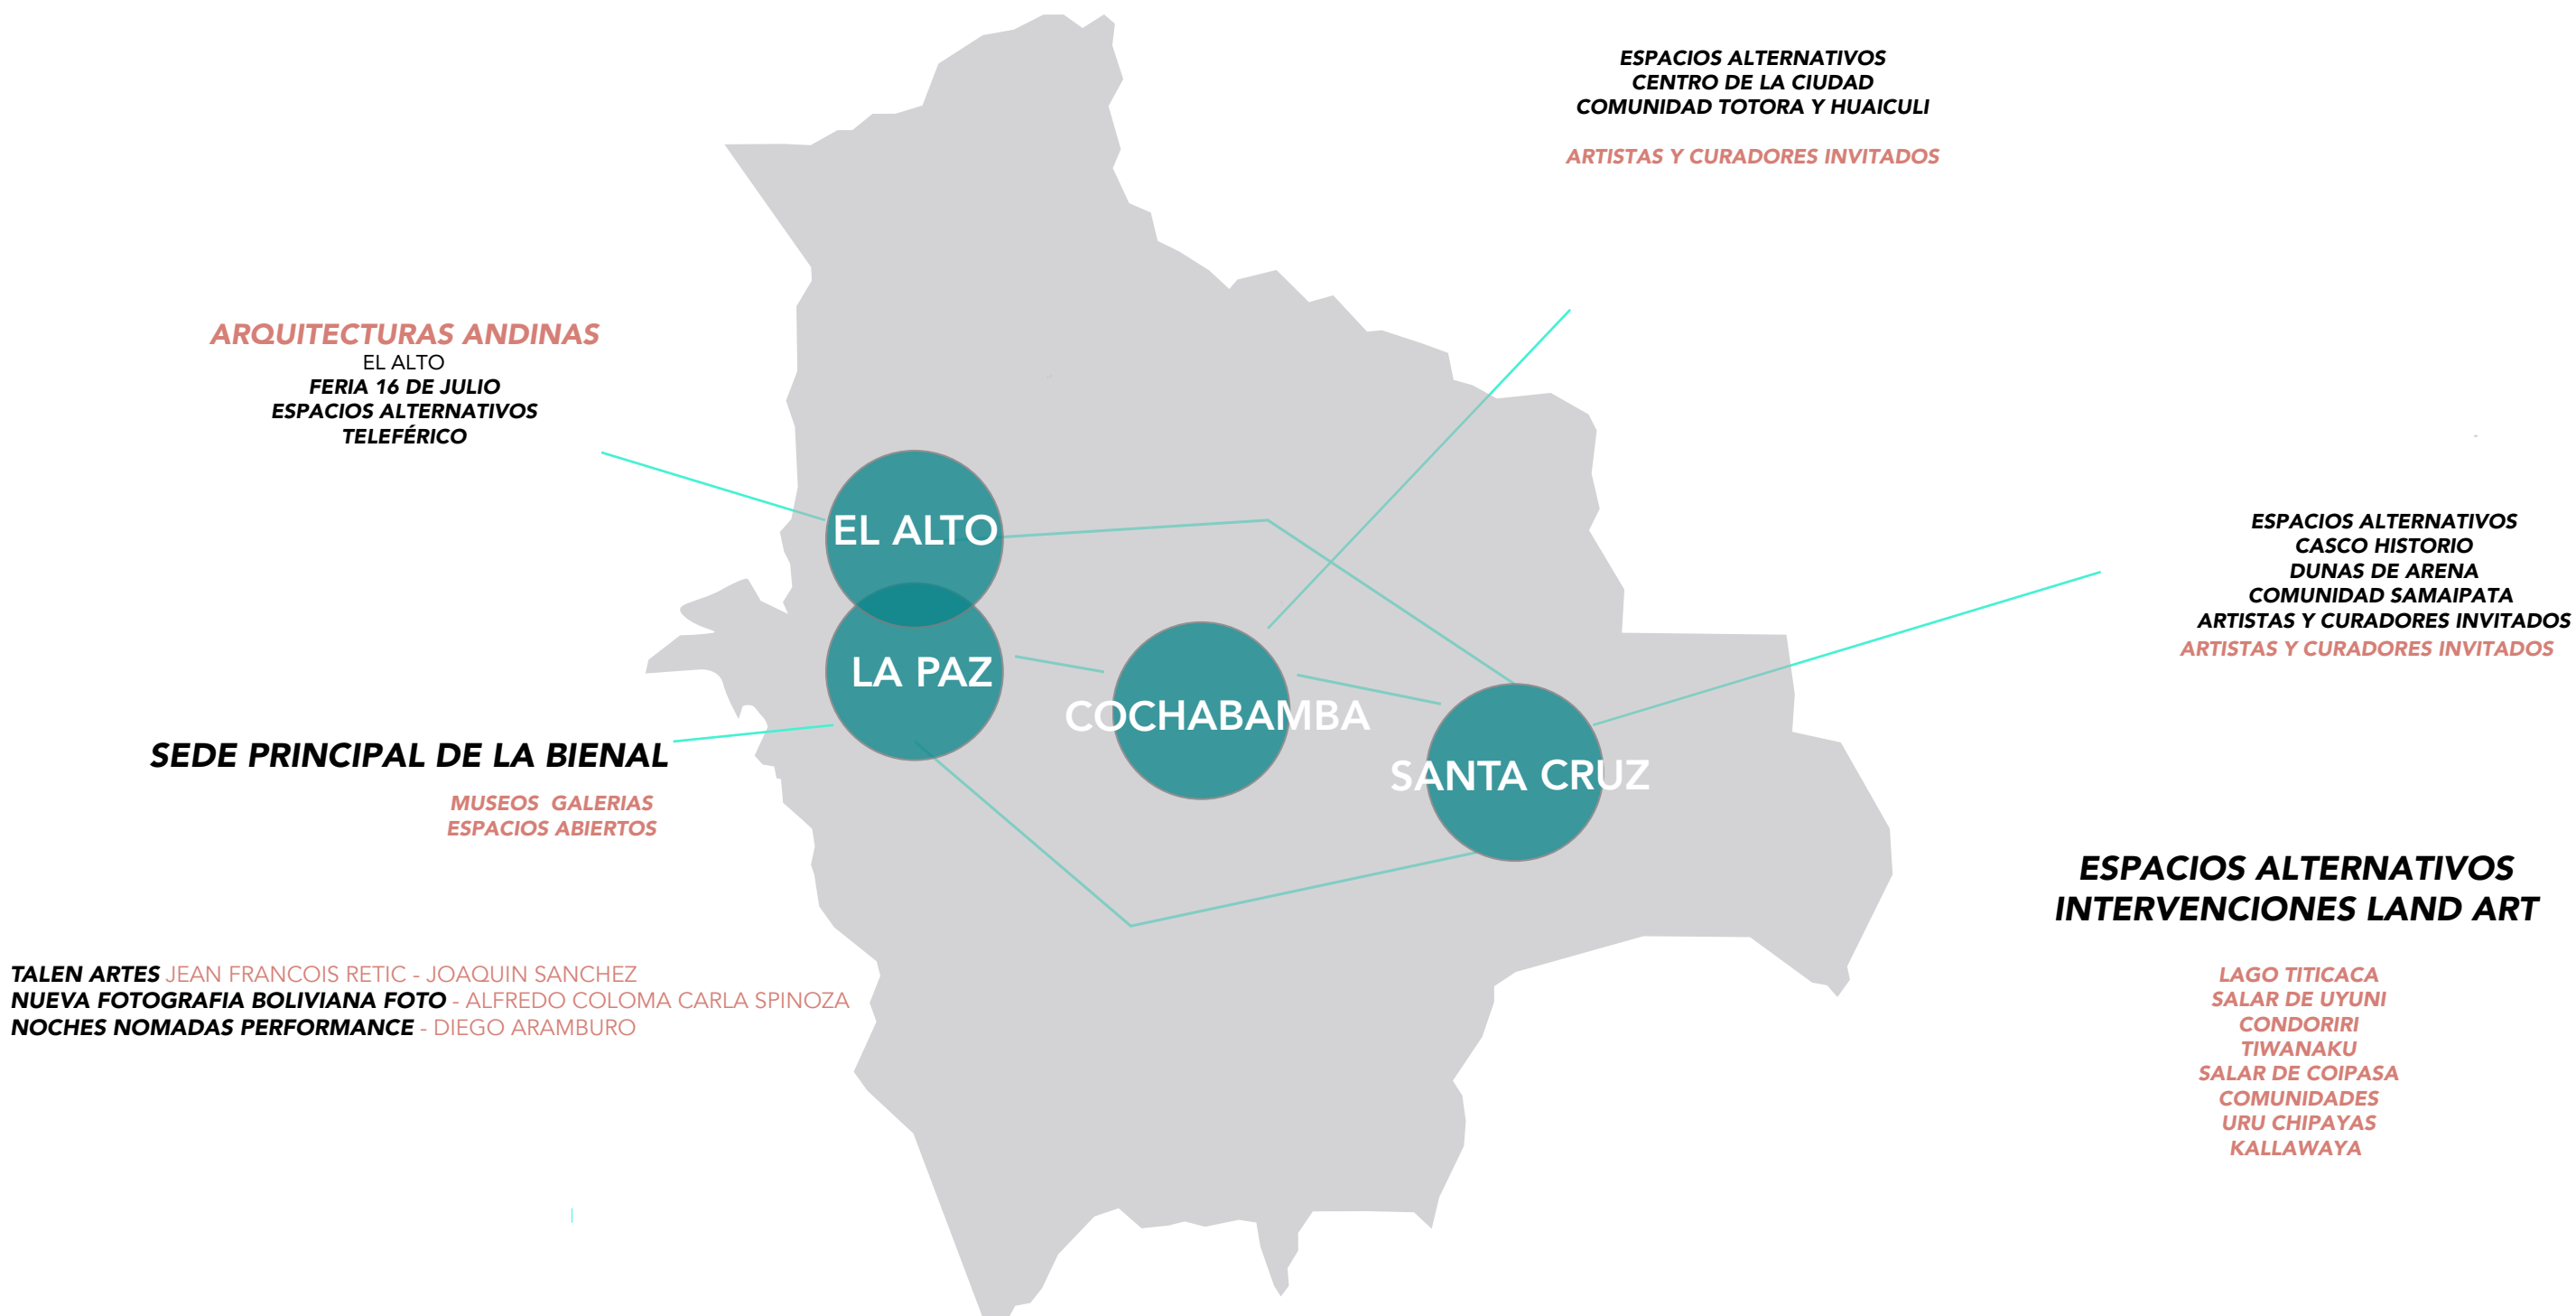 ESPACIOS ALTERNATIVOS
CENTRO DE LA CIUDAD
COMUNIDAD TOTORA Y HUAICULI
ARTISTAS Y CURADORES INVITADOS
ARQUITECTURAS ANDINAS
EL ALTO
FERIA 16 DE JULIO
ESPACIOS ALTERNATIVOS
TELEFÉRICO
EL ALTO
LA PAZ
COCHABAMBA
SANTA CRUZ
ESPACIOS ALTERNATIVOS
CASCO HISTORIO
DUNAS DE ARENA
COMUNIDAD SAMAIPATA
ARTISTAS Y CURADORES INVITADOS
ARTISTAS Y CURADORES INVITADOS
SEDE PRINCIPAL DE LA BIENAL
MUSEOS GALERIAS
ESPACIOS ABIERTOS
TALEN ARTES JEAN FRANCOIS RETIC - JOAQUIN SANCHEZ
NUEVA FOTOGRAFIA BOLIVIANA FOTO - ALFREDO COLOMA CARLA SPINOZA
NOCHES NOMADAS PERFORMANCE - DIEGO ARAMBURO
ESPACIOS ALTERNATIVOS
INTERVENCIONES LAND ART
LAGO TITICACA
SALAR DE UYUNI
CONDORIRI
TIWANAKU
SALAR DE COIPASA
COMUNIDADES
URU CHIPAYAS
KALLAWAYA